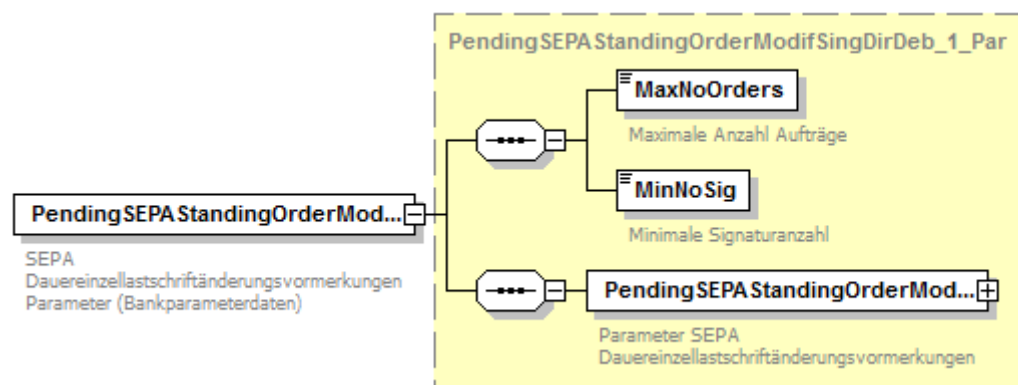 PendingSEPAStandingOrderModifSingDirDeb_1_Par
MaxNoOrders
Maximale Anzahl Aufträge
MinNoSig
Minimale Signaturanzahl
PendingSEPAStandingOrderMod...
SEPA
Dauereinzellastschriftänderungsvormerkungen
Parameter (Bankparameterdaten)
PendingSEPAStandingOrderMod...
Parameter SEPA
Dauereinzellastschriftänderungsvormerkungen